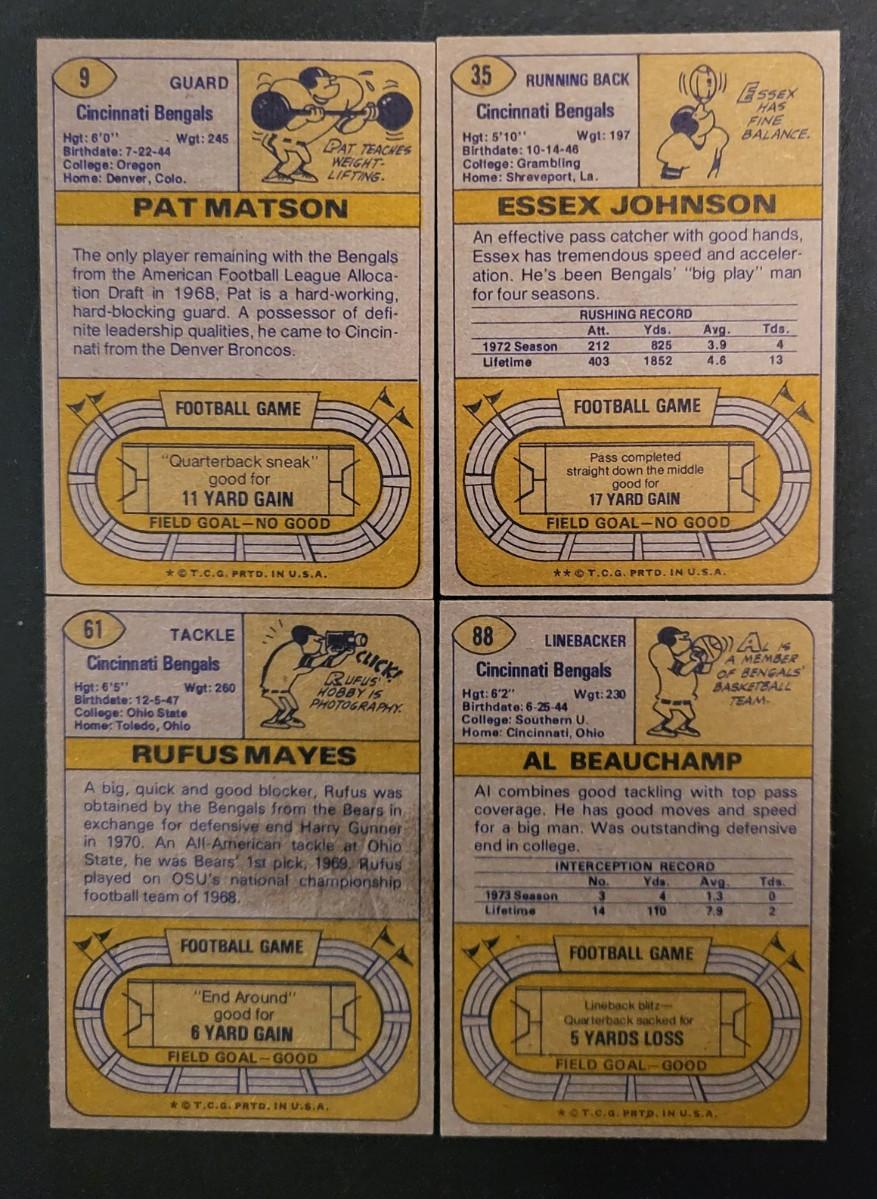 9
GUARD
Cincinnati Bengals
Hgt: 6'0" Wgt: 245
Birthdate: 7-22-44
College: Oregon
Home: Denver, Colo.
PAT TEACHES
WEIGHT-
LIFTING.
PAT MATSON
The only player remaining with the Bengals
from the American Football League Alloca-
tion Draft in 1968, Pat is a hard-working,
hard-blocking guard. A possessor of defi-
nite leadership qualities, he came to Cincin-
nati from the Denver Broncos.
FOOTBALL GAME
"Quarterback sneak"
good for
11 YARD GAIN
FIELD GOAL—NO GOOD
* © T.C.G. PRTD. IN U.S.A.
35
RUNNING BACK
Cincinnati Bengals
Hgt: 5'10" Wgt: 197
Birthdate: 10-14-46
College: Grambling
Home: Shreveport, La.
ESSEX
HAS
FINE
BALANCE.
ESSEX JOHNSON
An effective pass catcher with good hands,
Essex has tremendous speed and acceler-
ation. He's been Bengals' "big play" man
for four seasons.
RUSHING RECORD
Att. Yds. Avg. Tds.
1972 Season 212 825 3.9 4
Lifetime 403 1852 4.6 13
FOOTBALL GAME
Pass completed
straight down the middle
good for
17 YARD GAIN
FIELD GOAL—NO GOOD
** © T.C.G. PRTD. IN U.S.A.
61
TACKLE
Cincinnati Bengals
Hgt: 6'5" Wgt: 260
Birthdate: 12-5-47
College: Ohio State
Home: Toledo, Ohio
CLICK!
RUFUS'
HOBBY IS
PHOTOGRAPHY.
RUFUS MAYES
A big, quick and good blocker, Rufus was
obtained by the Bengals from the Bears in
exchange for defensive end Harry Gunner
in 1970. An All-American tackle at Ohio
State, he was Bears' 1st pick, 1969. Rufus
played on OSU's national championship
football team of 1968.
FOOTBALL GAME
"End Around"
good for
6 YARD GAIN
FIELD GOAL—GOOD
* © T.C.G. PRTD. IN U.S.A.
88
LINEBACKER
Cincinnati Bengals
Hgt: 6'2" Wgt: 230
Birthdate: 6-25-44
College: Southern U.
Home: Cincinnati, Ohio
AL IS
A MEMBER
OF BENGALS'
BASKETBALL
TEAM.
AL BEAUCHAMP
Al combines good tackling with top pass
coverage. He has good moves and speed
for a big man. Was outstanding defensive
end in college.
INTERCEPTION RECORD
No. Yds. Avg. Tds.
1973 Season 3 4 1.3 0
Lifetime 14 110 7.9 2
FOOTBALL GAME
Lineback blitz—
Quarterback sacked for
5 YARDS LOSS
FIELD GOAL—GOOD
* © T.C.G. PRTD. IN U.S.A.